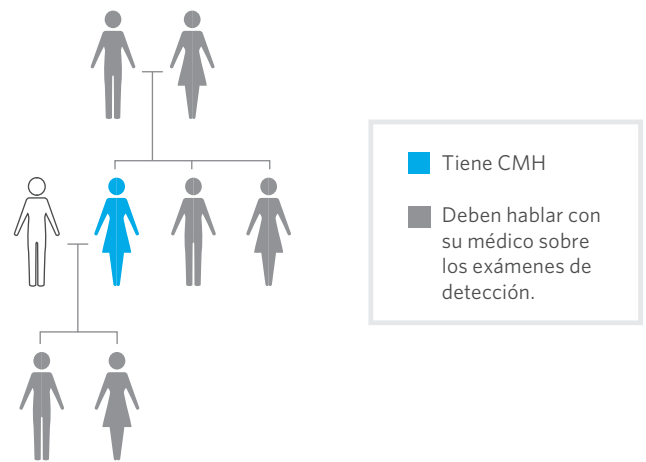 Tiene CMH
Deben hablar con
su médico sobre
los exámenes de
detección.